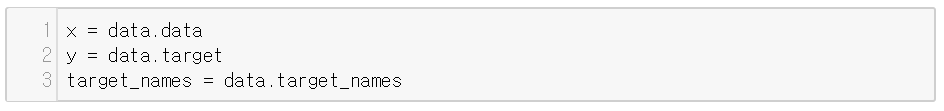 1 x = data.data
2 y = data.target
3 target_names = data.target_names